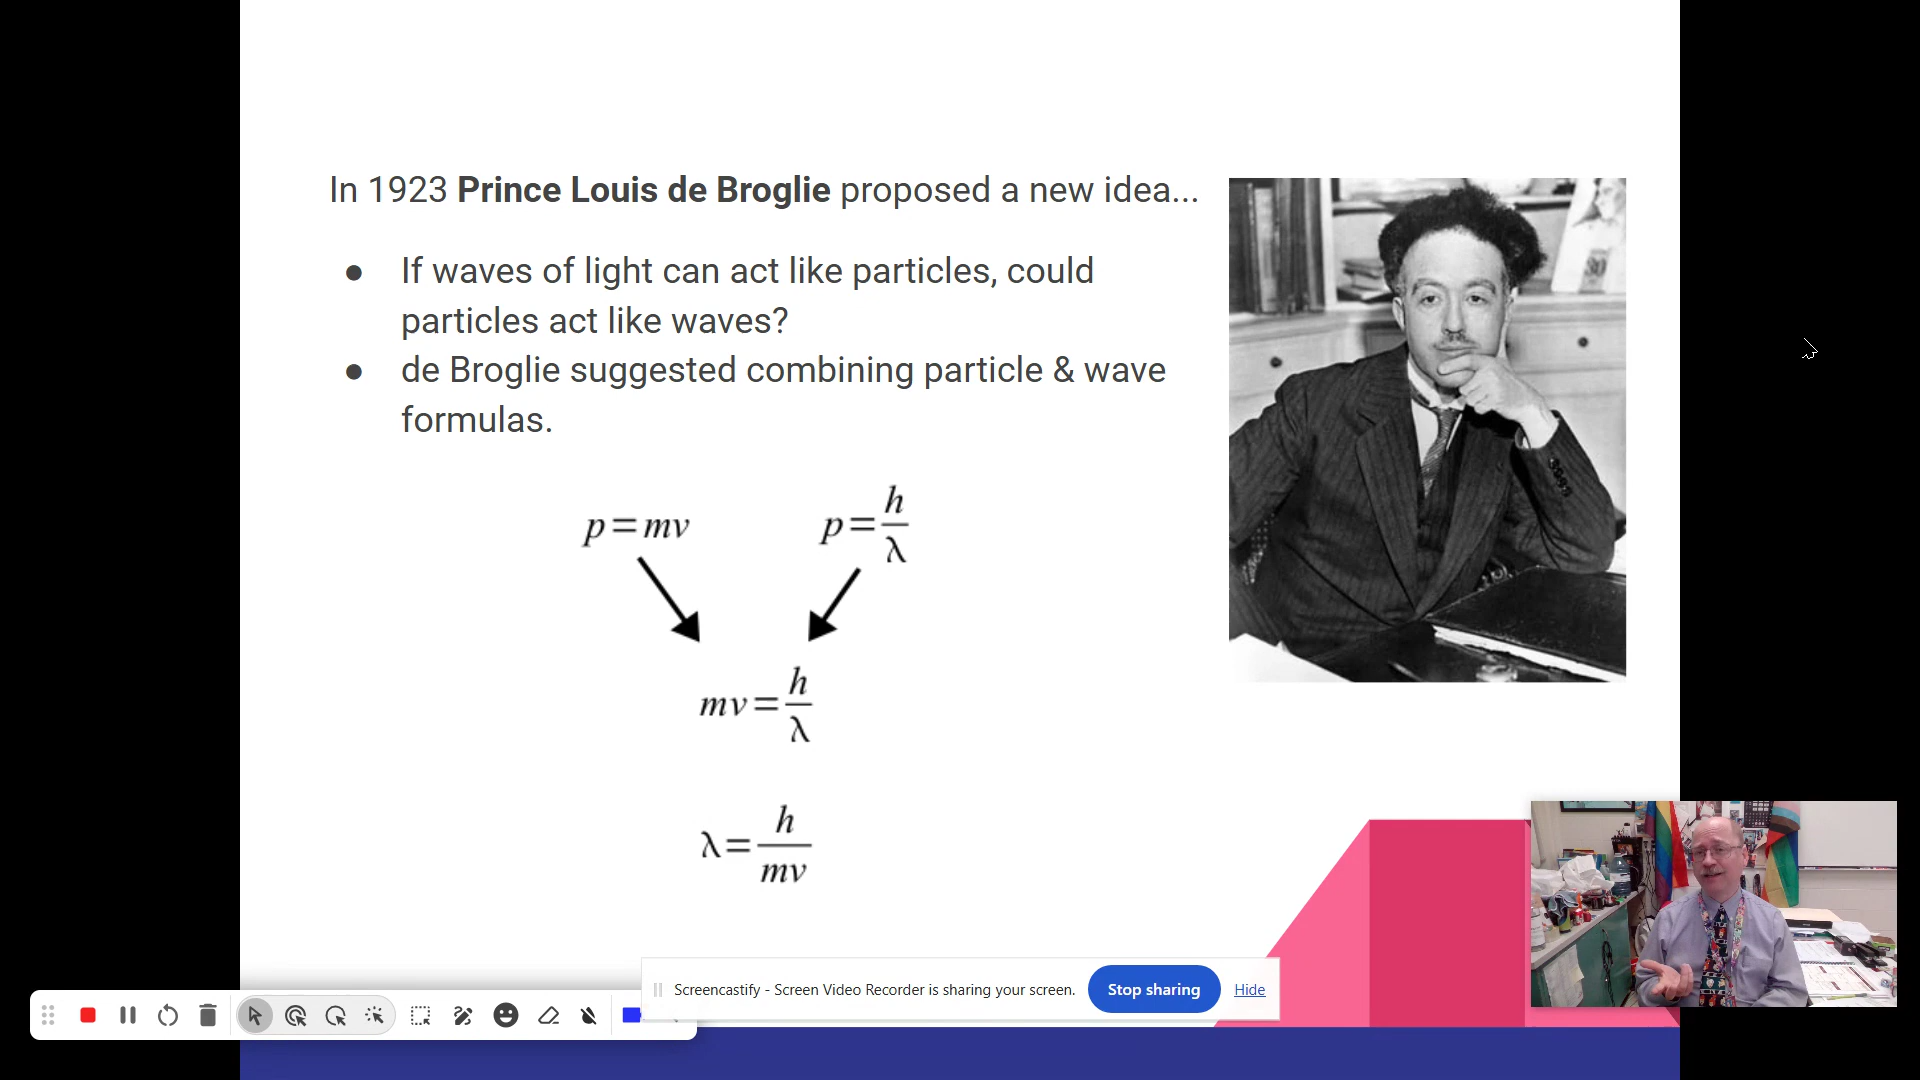 In 1923 Prince Louis de Broglie proposed a new idea...
● If waves of light can act like particles, could
particles act like waves?
● de Broglie suggested combining particle & wave
formulas.
p=mv
p=h/λ
mv=h/λ
λ=h/mv
Screencastify - Screen Video Recorder is sharing your screen.
Stop sharing
Hide